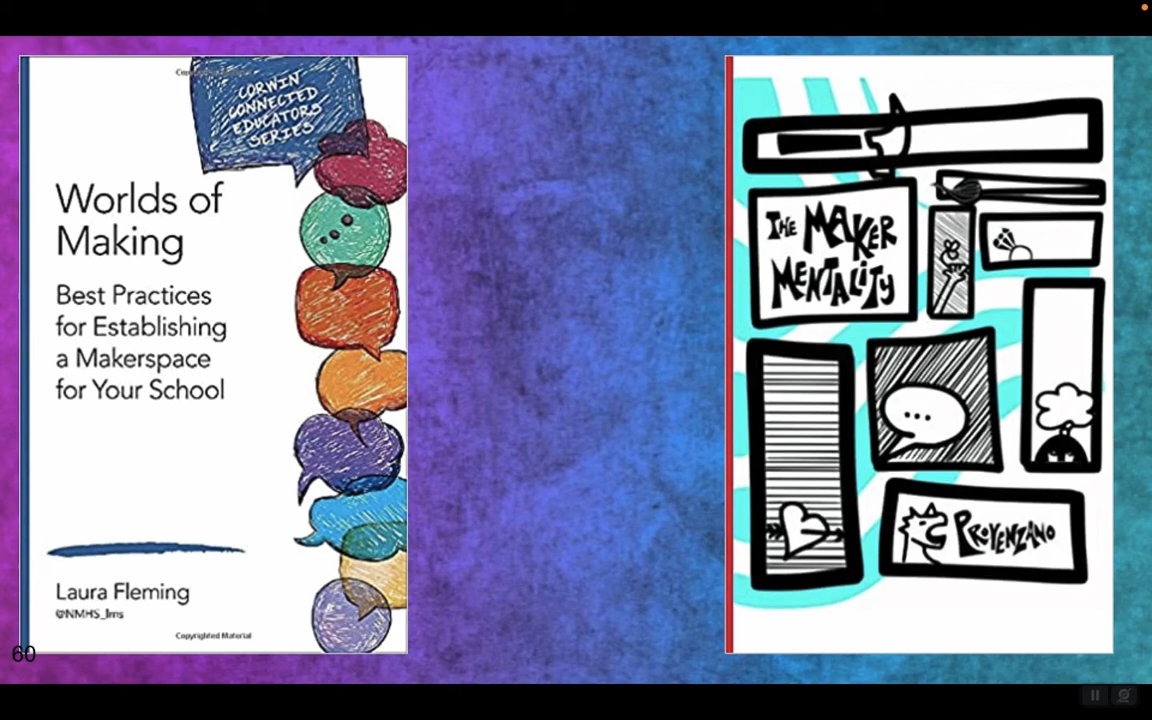 CORWIN
CONNECTED
EDUCATORS
SERIES
Worlds of
Making
Best Practices
for Establishing
a Makerspace
for Your School
Laura Fleming
@NMHS_lms
Copyrighted Material
60
THE MAKER
MENTALITY
PROVENZANO